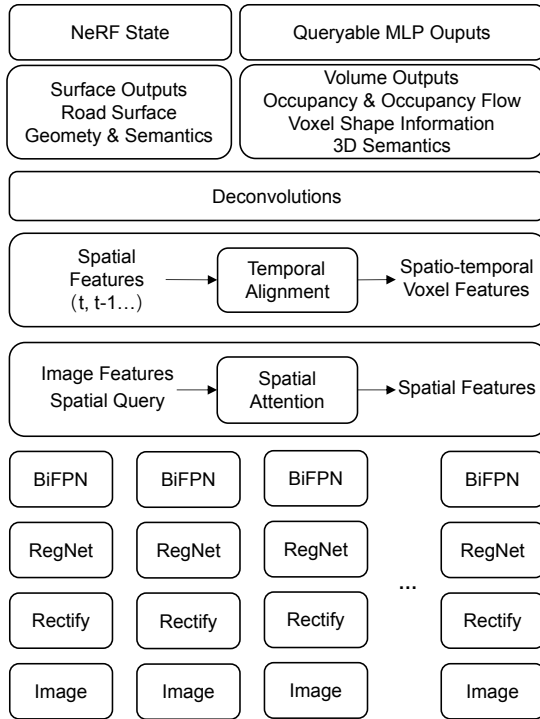 NeRF State
Queryable MLP Ouputs
Surface Outputs
Road Surface
Geomety & Semantics
Volume Outputs
Occupancy & Occupancy Flow
Voxel Shape Information
3D Semantics
Deconvolutions
Spatial
Features
(t, t-1...)
Temporal
Alignment
Spatio-temporal
Voxel Features
Image Features
Spatial Query
Spatial
Attention
Spatial Features
BiFPN BiFPN BiFPN BiFPN
RegNet RegNet RegNet RegNet
...
Rectify Rectify Rectify Rectify
Image Image Image Image